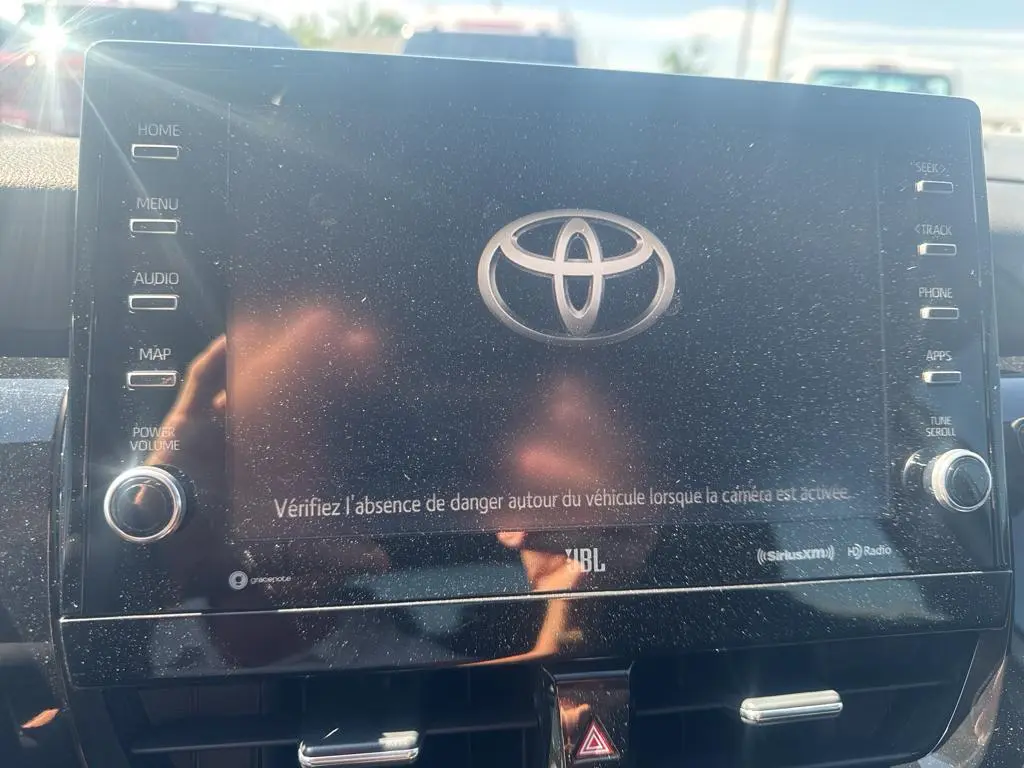 HOME
MENU
AUDIO
MAP
POWER
VOLUME
SEEK>
<TRACK
PHONE
APPS
TUNE
SCROLL
Vérifiez l'absence de danger autour du véhicule lorsque la caméra est activée.
gracenote
JBL
((SiriusXM))
HD Radio